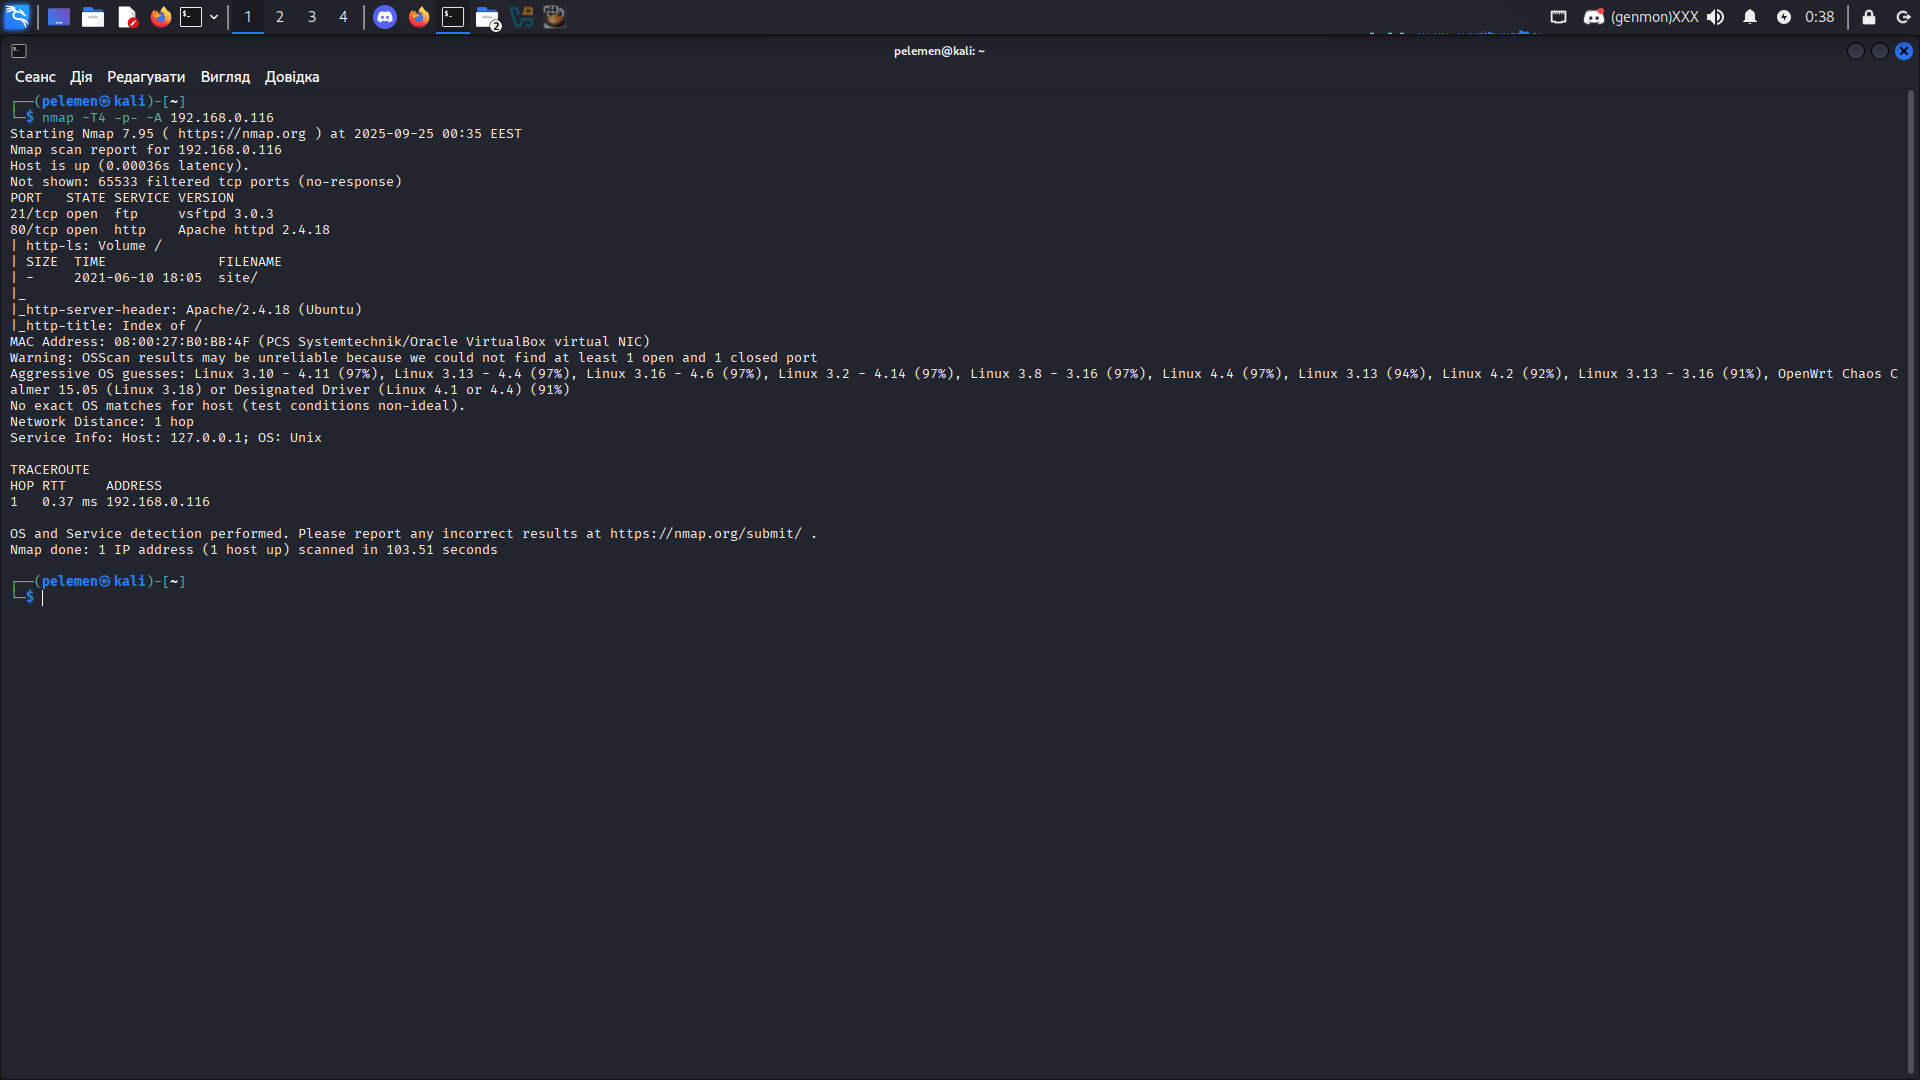 1 2 3 4 2 (genmon)XXX 0:38
pelemen@kali: ~
Сеанс Дія Редагувати Вигляд Довідка
┌──(pelemen㉿kali)-[~]
└─$ nmap -T4 -p- -A 192.168.0.116
Starting Nmap 7.95 ( https://nmap.org ) at 2025-09-25 00:35 EEST
Nmap scan report for 192.168.0.116
Host is up (0.00036s latency).
Not shown: 65533 filtered tcp ports (no-response)
PORT   STATE SERVICE VERSION
21/tcp open  ftp     vsftpd 3.0.3
80/tcp open  http    Apache httpd 2.4.18
| http-ls: Volume /
| SIZE  TIME              FILENAME
| -     2021-06-10 18:05  site/
|_
|_http-server-header: Apache/2.4.18 (Ubuntu)
|_http-title: Index of /
MAC Address: 08:00:27:B0:BB:4F (PCS Systemtechnik/Oracle VirtualBox virtual NIC)
Warning: OSScan results may be unreliable because we could not find at least 1 open and 1 closed port
Aggressive OS guesses: Linux 3.10 - 4.11 (97%), Linux 3.13 - 4.4 (97%), Linux 3.16 - 4.6 (97%), Linux 3.2 - 4.14 (97%), Linux 3.8 - 3.16 (97%), Linux 4.4 (97%), Linux 3.13 (94%), Linux 4.2 (92%), Linux 3.13 - 3.16 (91%), OpenWrt Chaos C
almer 15.05 (Linux 3.18) or Designated Driver (Linux 4.1 or 4.4) (91%)
No exact OS matches for host (test conditions non-ideal).
Network Distance: 1 hop
Service Info: Host: 127.0.0.1; OS: Unix
TRACEROUTE
HOP RTT     ADDRESS
1   0.37 ms 192.168.0.116
OS and Service detection performed. Please report any incorrect results at https://nmap.org/submit/ .
Nmap done: 1 IP address (1 host up) scanned in 103.51 seconds
┌──(pelemen㉿kali)-[~]
└─$